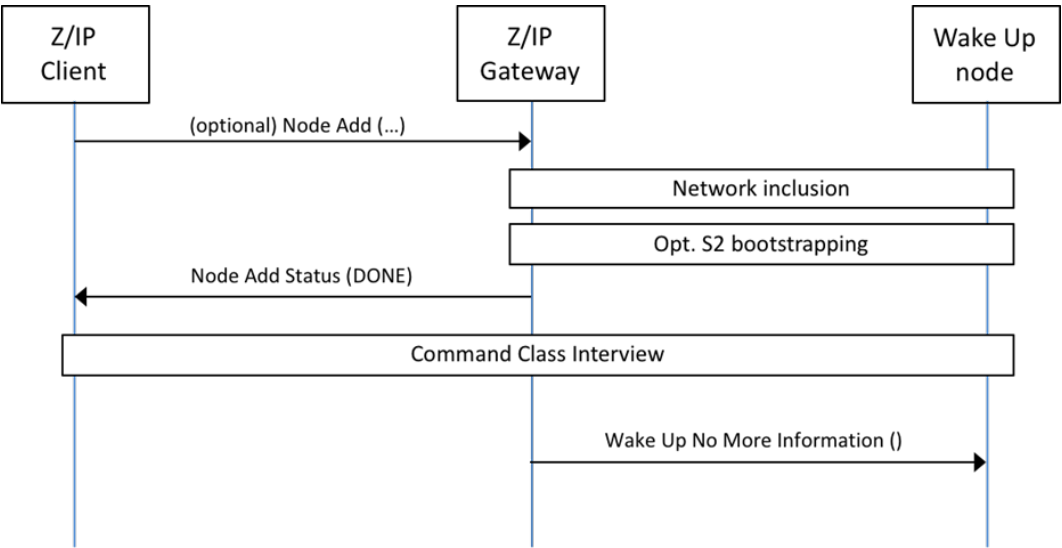 Z/IP
Client
Z/IP
Gateway
Wake Up
node
(optional) Node Add (...)
Network inclusion
Opt. S2 bootstrapping
Node Add Status (DONE)
Command Class Interview
Wake Up No More Information ()